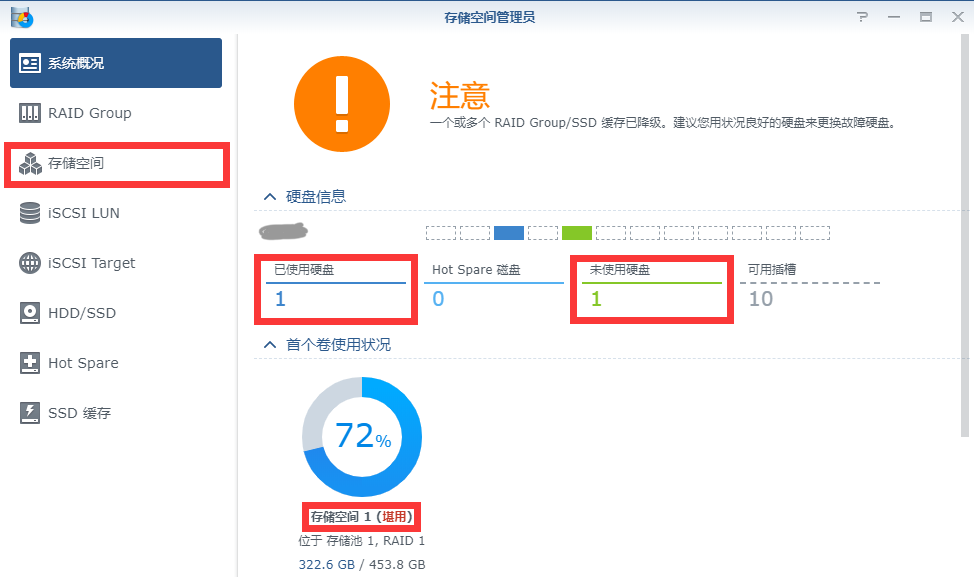 存储空间管理员
系统概况
RAID Group
存储空间
iSCSI LUN
iSCSI Target
HDD/SSD
Hot Spare
SSD 缓存
注意
一个或多个 RAID Group/SSD 缓存已降级。建议您用状况良好的硬盘来更换故障硬盘。
硬盘信息
已使用硬盘
1
Hot Spare 磁盘
0
未使用硬盘
1
可用插槽
10
首个卷使用状况
72%
存储空间 1 (堪用)
位于 存储池 1, RAID 1
322.6 GB / 453.8 GB